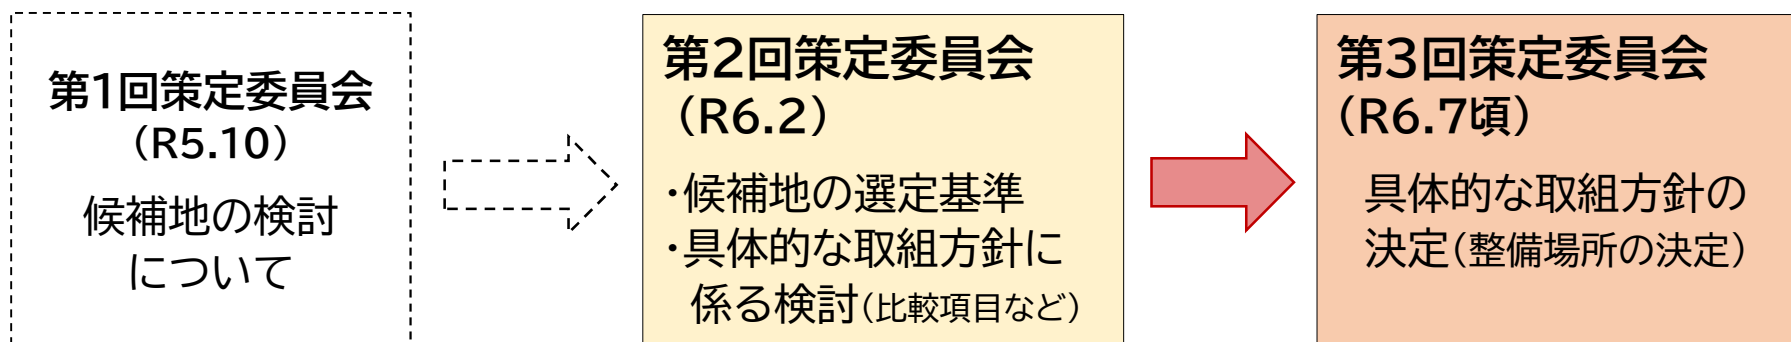 第1回策定委員会
（R5.10）
候補地の検討
について
第2回策定委員会
（R6.2）
・候補地の選定基準
・具体的な取組方針に
係る検討（比較項目など）
第3回策定委員会
（R6.7頃）
具体的な取組方針の
決定（整備場所の決定）